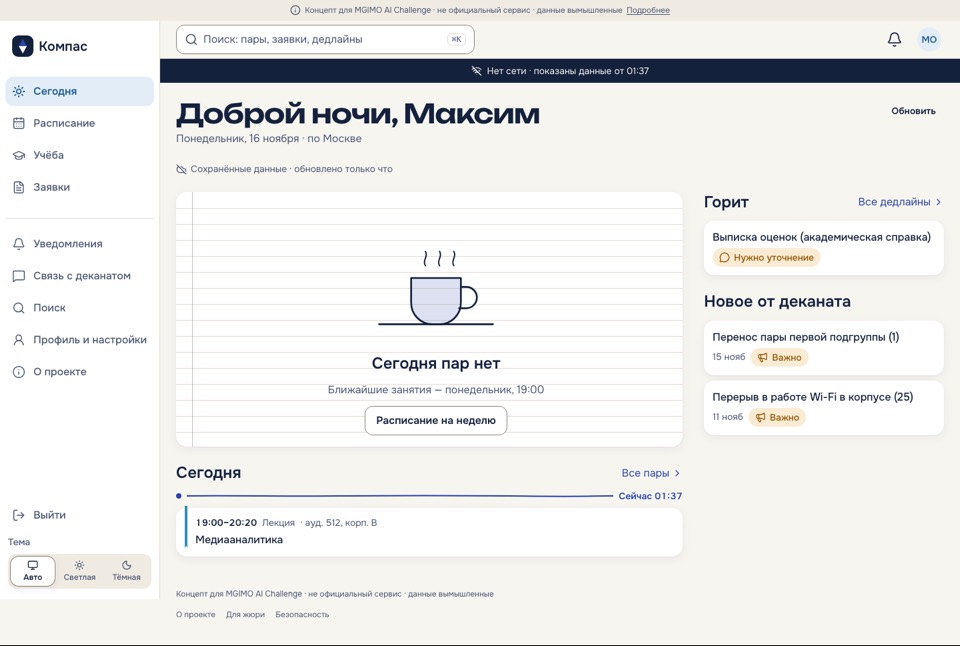 Концепт для MGIMO AI Challenge · не официальный сервис · данные вымышленные Подробнее
Компас
Поиск: пары, заявки, дедлайны
⌘K
МО
Нет сети · показаны данные от 01:37
Сегодня
Расписание
Учёба
Заявки
Уведомления
Связь с деканатом
Поиск
Профиль и настройки
О проекте
Выйти
Тема
Авто
Светлая
Тёмная
Доброй ночи, Максим
Обновить
Понедельник, 16 ноября · по Москве
Сохранённые данные · обновлено только что
Сегодня пар нет
Ближайшие занятия — понедельник, 19:00
Расписание на неделю
Сегодня
Все пары
Сейчас 01:37
19:00–20:20 Лекция · ауд. 512, корп. В
Медиааналитика
Горит
Все дедлайны
Выписка оценок (академическая справка)
Нужно уточнение
Новое от деканата
Перенос пары первой подгруппы (1)
15 нояб Важно
Перерыв в работе Wi-Fi в корпусе (25)
11 нояб Важно
Концепт для MGIMO AI Challenge · не официальный сервис · данные вымышленные
О проекте Для жюри Безопасность